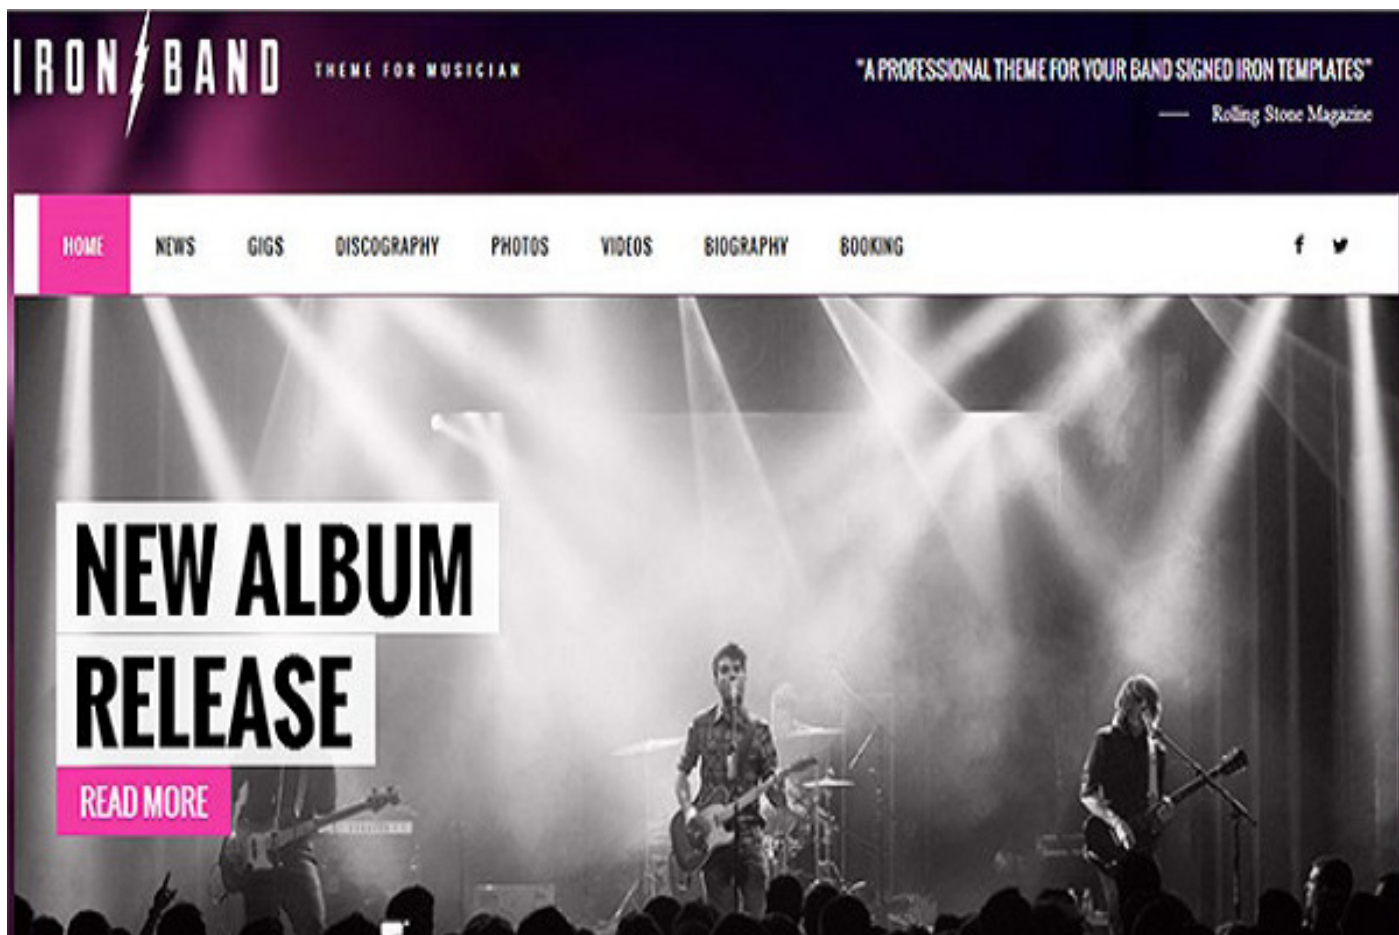 IRON BAND
THEME FOR MUSICIAN
"A PROFESSIONAL THEME FOR YOUR BAND SIGNED IRON TEMPLATES"
— Rolling Stone Magazine
HOME NEWS GIGS DISCOGRAPHY PHOTOS VIDEOS BIOGRAPHY BOOKING
NEW ALBUM
RELEASE
READ MORE